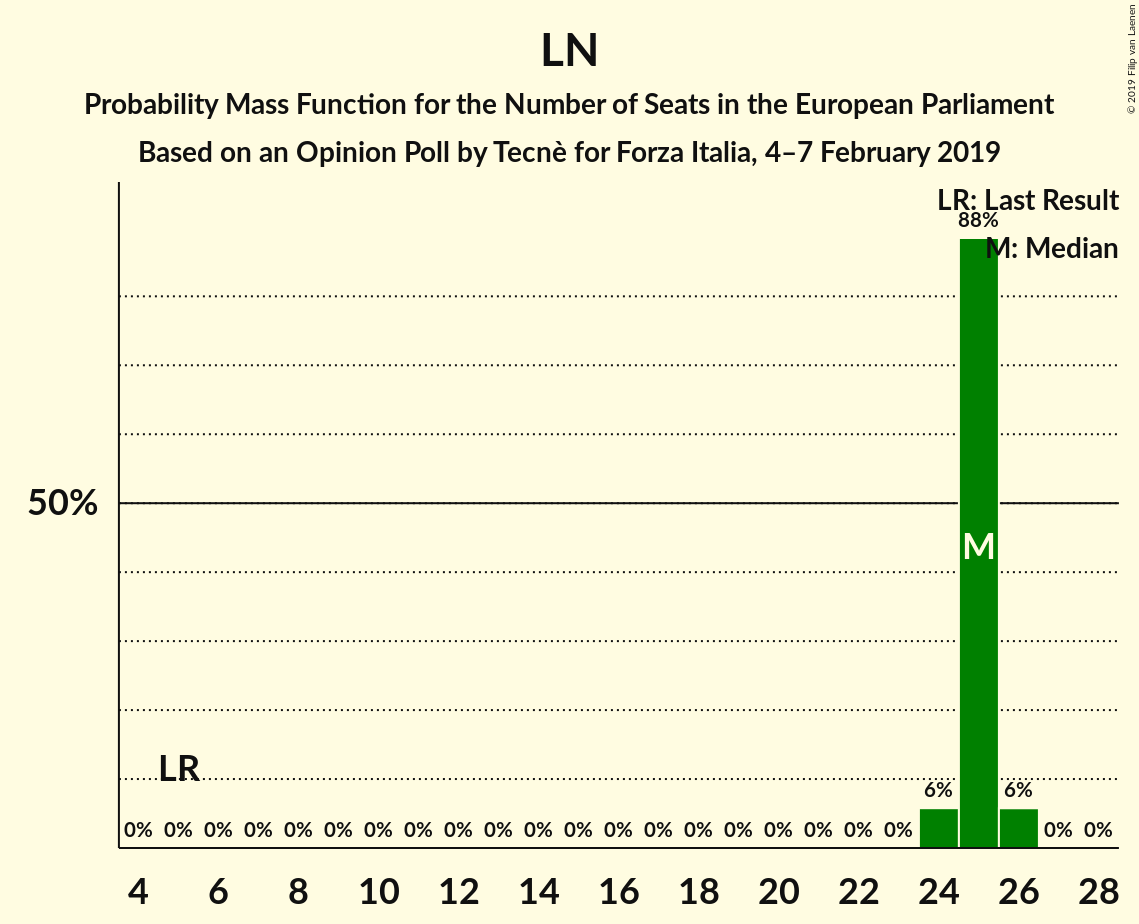 LN
Probability Mass Function for the Number of Seats in the European Parliament
Based on an Opinion Poll by Tecnè for Forza Italia, 4–7 February 2019
© 2019 Filip van Laenen
LR: Last Result
88%
M: Median
50%
M
LR
6% 6%
0% 0% 0% 0% 0% 0% 0% 0% 0% 0% 0% 0% 0% 0% 0% 0% 0% 0% 0% 0% 0% 0%
4 6 8 10 12 14 16 18 20 22 24 26 28